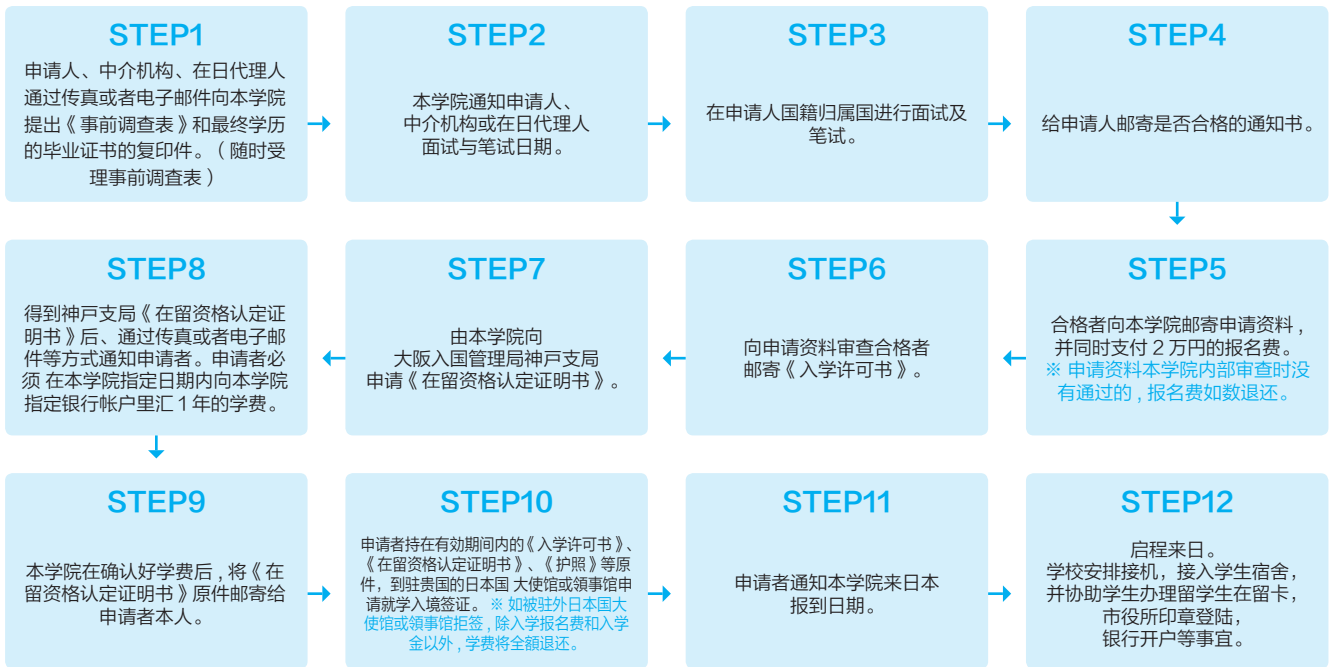 STEP1
申请人、中介机构、在日代理人
通过传真或者电子邮件向本学院
提出《事前调查表》和最终学历
的毕业证书的复印件。（随时受
理事前调查表）
STEP2
本学院通知申请人、
中介机构或在日代理人
面试与笔试日期。
STEP3
在申请人国籍归属国进行面试及
笔试。
STEP4
给申请人邮寄是否合格的通知书。
STEP5
合格者向本学院邮寄申请资料，
并同时支付 2 万円的报名费。
※ 申请资料本学院内部审查时没
有通过的，报名费如数退还。
STEP6
向申请资料审查合格者
邮寄《入学许可书》。
STEP7
由本学院向
大阪入国管理局神戸支局
申请《在留资格认定证明书》。
STEP8
得到神戸支局《在留资格认定证
明书》后、通过传真或者电子邮
件等方式通知申请者。申请者必
须 在本学院指定日期内向本学院
指定银行帐户里汇 1 年的学费。
STEP9
本学院在确认好学费后，将《在
留资格认定证明书》原件邮寄给
申请者本人。
STEP10
申请者持在有效期间内的《入学许可书》、
《在留资格认定证明书》、《护照》等原
件，到驻贵国的日本国 大使馆或領事馆申
请就学入境签证。 ※ 如被驻外日本国大
使馆或領事馆拒签，除入学报名费和入学
金以外，学费将全额退还。
STEP11
申请者通知本学院来日本
报到日期。
STEP12
启程来日。
学校安排接机，接入学生宿舍，
并协助学生办理留学生在留卡，
市役所印章登陆，
银行开户等事宜。